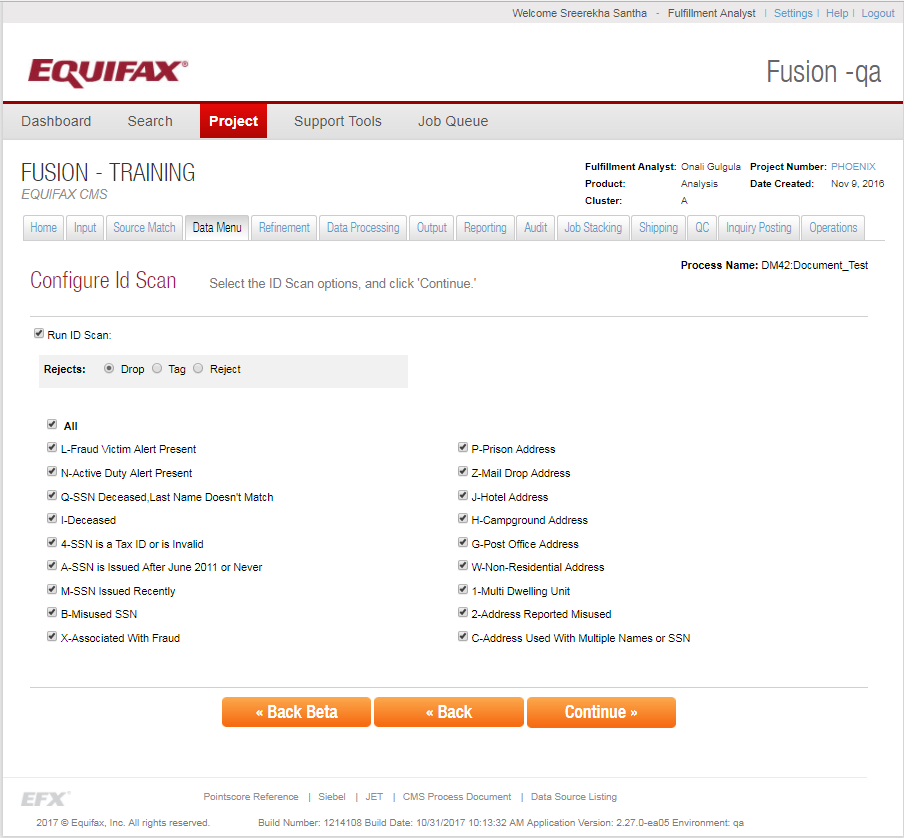 Welcome Sreerekha Santha - Fulfillment Analyst | Settings | Help | Logout
EQUIFAX®
Fusion -qa
Dashboard Search Project Support Tools Job Queue
FUSION - TRAINING
EQUIFAX CMS
Fulfillment Analyst: Onali Gulgula Project Number: PHOENIX
Product: Analysis Date Created: Nov 9, 2016
Cluster: A
Home Input Source Match Data Menu Refinement Data Processing Output Reporting Audit Job Stacking Shipping QC Inquiry Posting Operations
Process Name: DM42:Document_Test
Configure Id Scan Select the ID Scan options, and click 'Continue.'
Run ID Scan:
Rejects: Drop Tag Reject
All
L-Fraud Victim Alert Present
N-Active Duty Alert Present
Q-SSN Deceased,Last Name Doesn't Match
I-Deceased
4-SSN is a Tax ID or is Invalid
A-SSN is Issued After June 2011 or Never
M-SSN Issued Recently
B-Misused SSN
X-Associated With Fraud
P-Prison Address
Z-Mail Drop Address
J-Hotel Address
H-Campground Address
G-Post Office Address
W-Non-Residential Address
1-Multi Dwelling Unit
2-Address Reported Misused
C-Address Used With Multiple Names or SSN
« Back Beta « Back Continue »
EFX®
Pointscore Reference | Siebel | JET | CMS Process Document | Data Source Listing
2017 © Equifax, Inc. All rights reserved. Build Number: 1214108 Build Date: 10/31/2017 10:13:32 AM Application Version: 2.27.0-ea05 Environment: qa